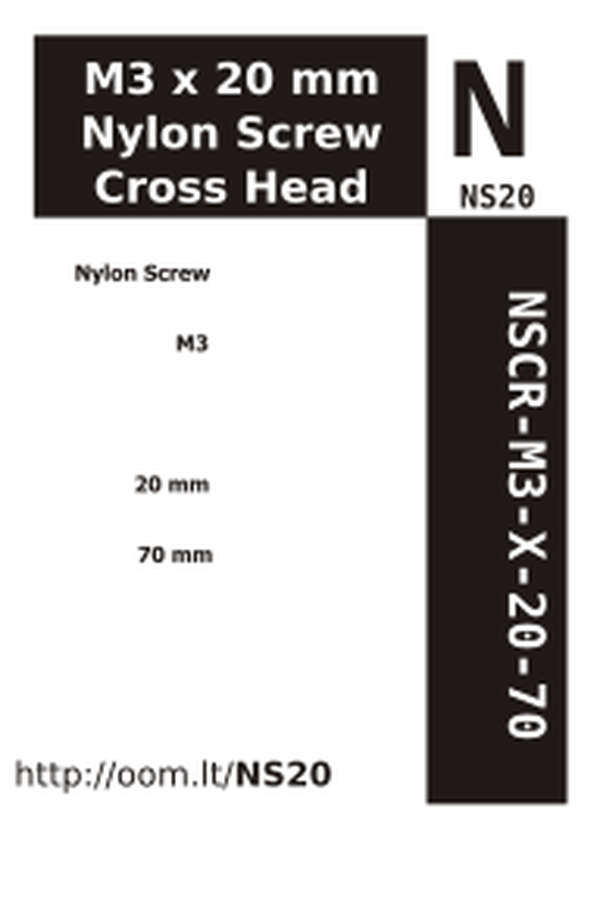 M3 x 20 mm
Nylon Screw
Cross Head
N
NS20
Nylon Screw
M3
20 mm
70 mm
NSCR-M3-X-20-70
http://oom.lt/NS20